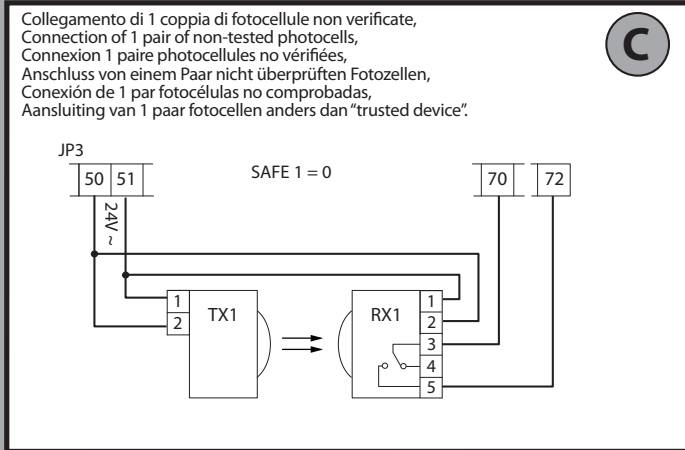 Collegamento di 1 coppia di fotocellule non verificate,
Connection of 1 pair of non-tested photocells,
Connexion 1 paire photocellules no vérifiées,
Anschluss von einem Paar nicht überprüften Fotozellen,
Conexión de 1 par fotocélulas no comprobadas,
Aansluiting van 1 paar fotocellen anders dan “trusted device”.
C
JP3
50 51
SAFE 1 = 0
70 72
24V ~
1
2
TX1
RX1
1
2
3
4
5